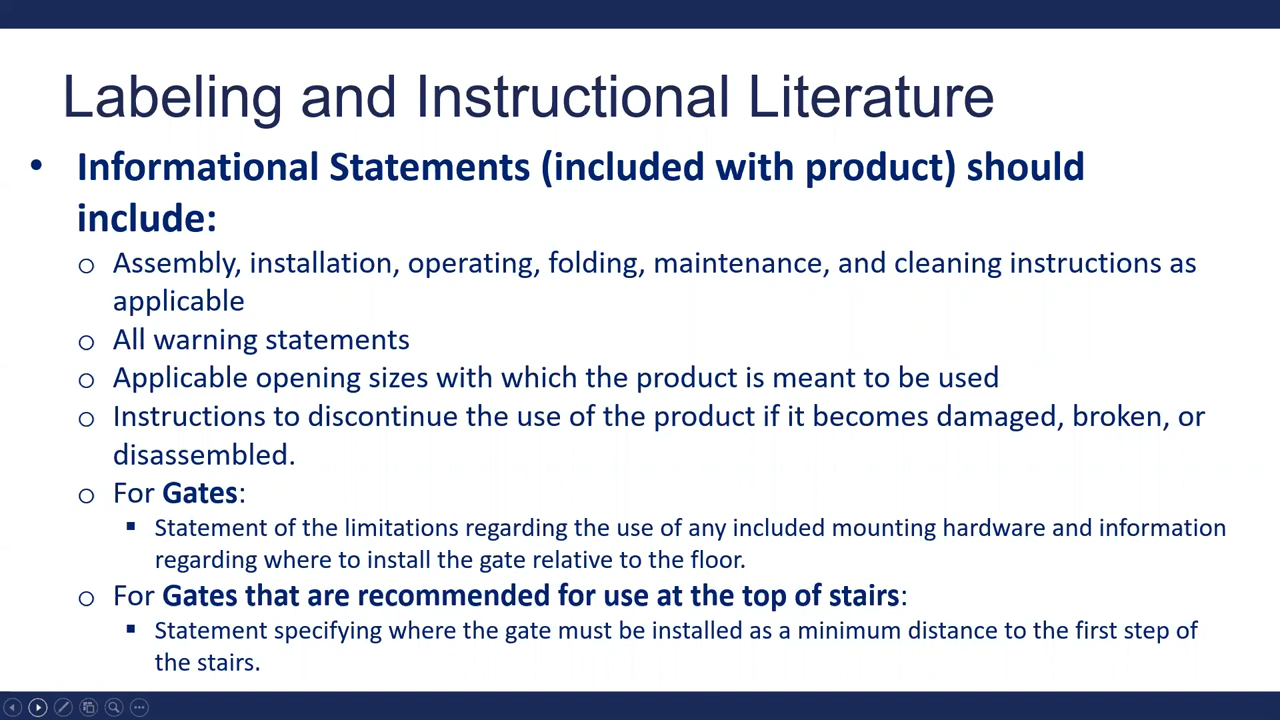 Labeling and Instructional Literature
• Informational Statements (included with product) should
include:
o Assembly, installation, operating, folding, maintenance, and cleaning instructions as
applicable
o All warning statements
o Applicable opening sizes with which the product is meant to be used
o Instructions to discontinue the use of the product if it becomes damaged, broken, or
disassembled.
o For Gates:
▪ Statement of the limitations regarding the use of any included mounting hardware and information
regarding where to install the gate relative to the floor.
o For Gates that are recommended for use at the top of stairs:
▪ Statement specifying where the gate must be installed as a minimum distance to the first step of
the stairs.